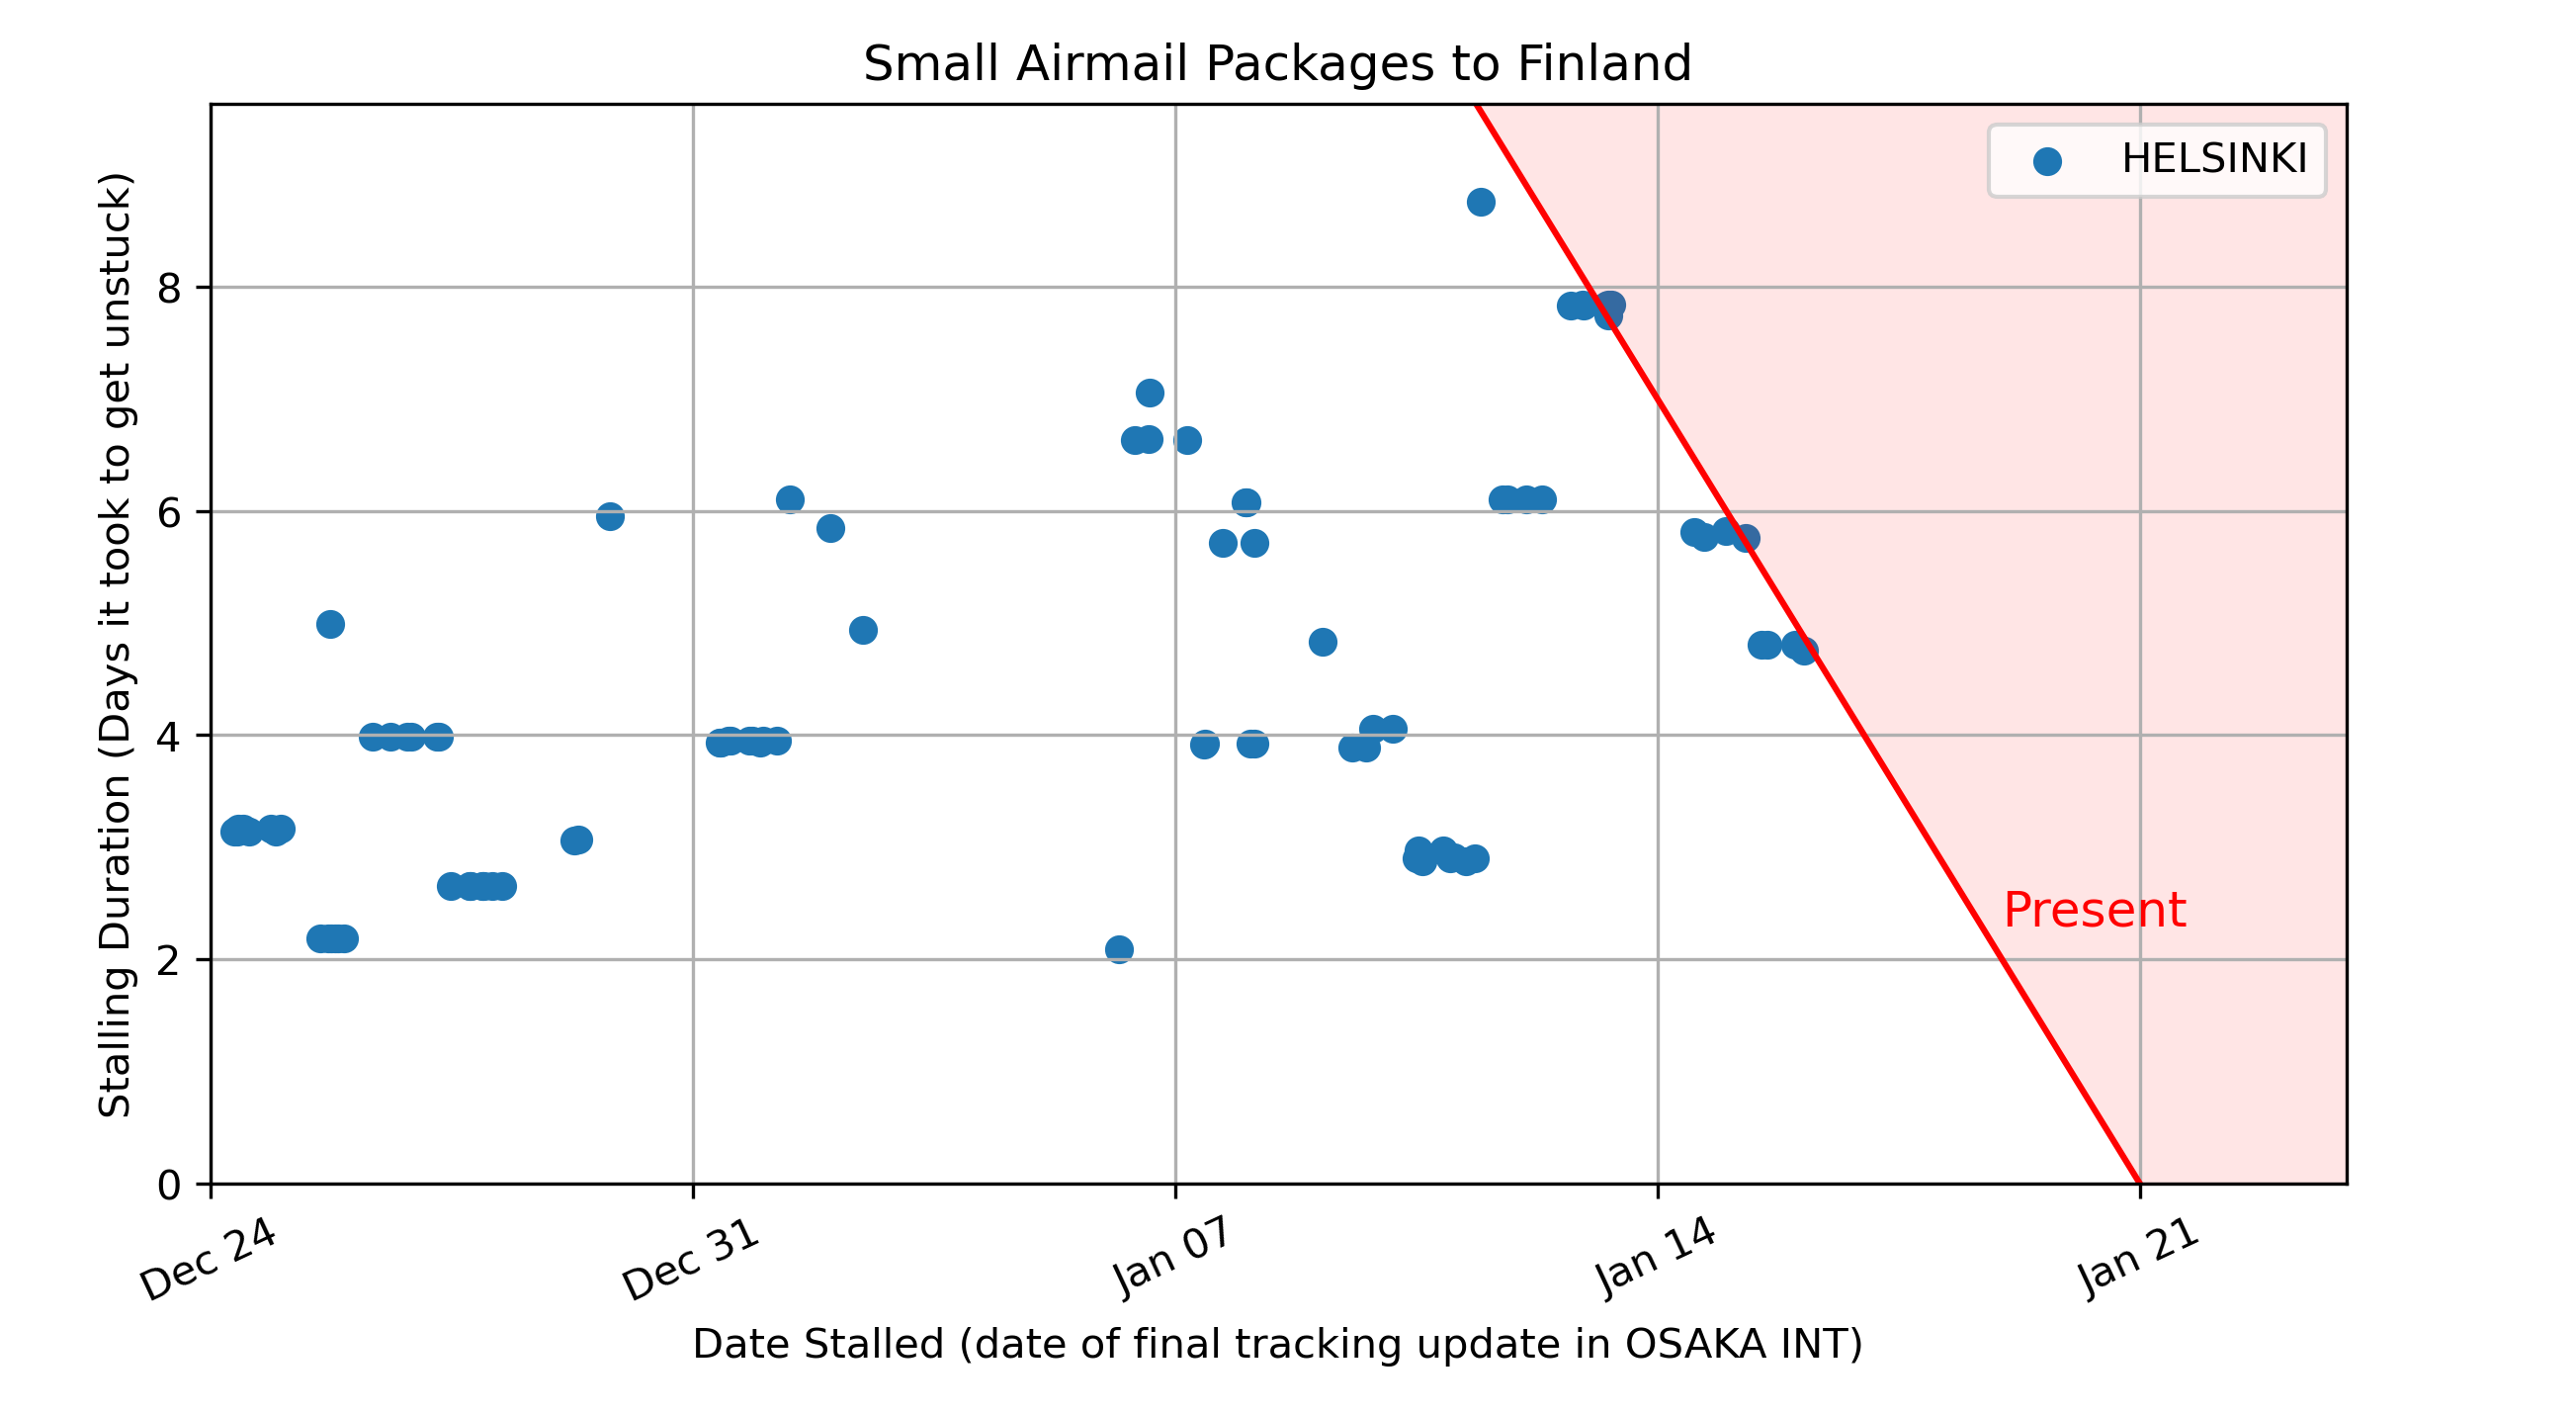 Small Airmail Packages to Finland
HELSINKI
Stalling Duration (Days it took to get unstuck)
8
6
4
2
0
Present
Dec 24
Dec 31
Jan 07
Jan 14
Jan 21
Date Stalled (date of final tracking update in OSAKA INT)